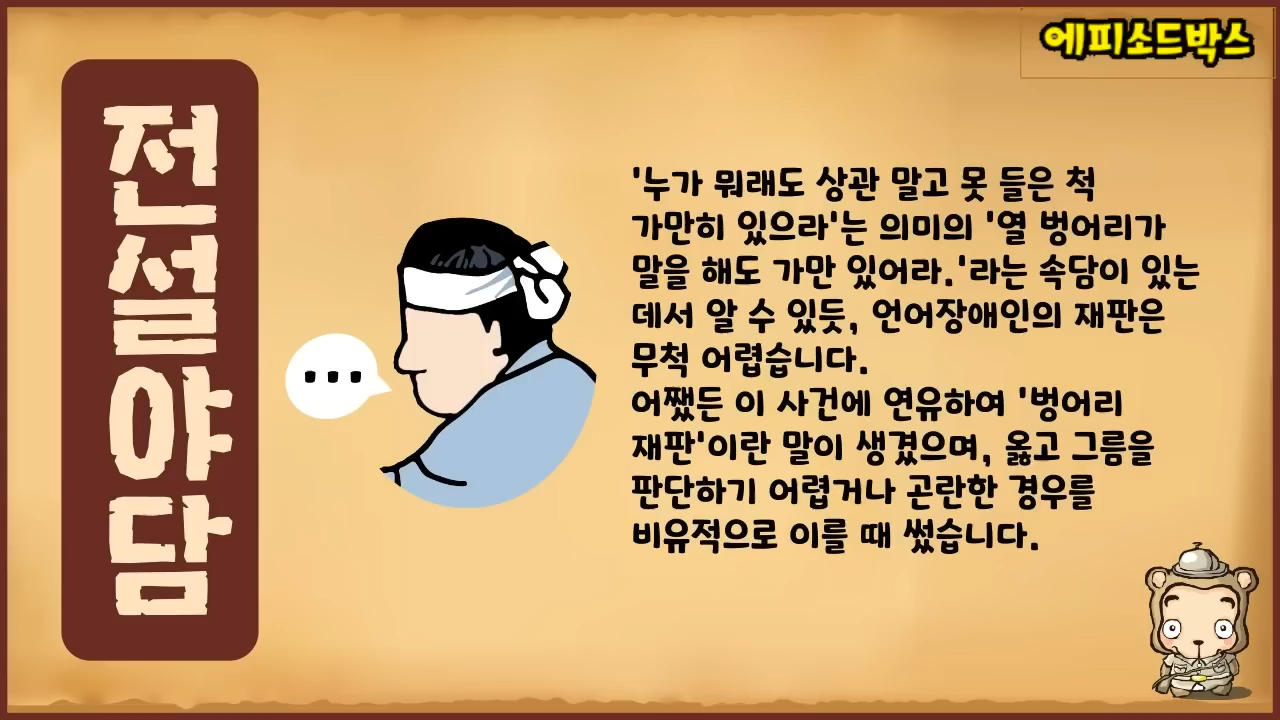 에피소드박스
전설야담
'누가 뭐래도 상관 말고 못 들은 척
가만히 있으라'는 의미의 '열 벙어리가
말을 해도 가만 있어라.'라는 속담이 있는
데서 알 수 있듯, 언어장애인의 재판은
무척 어렵습니다.
어쨌든 이 사건에 연유하여 '벙어리
재판'이란 말이 생겼으며, 옳고 그름을
판단하기 어렵거나 곤란한 경우를
비유적으로 이를 때 썼습니다.